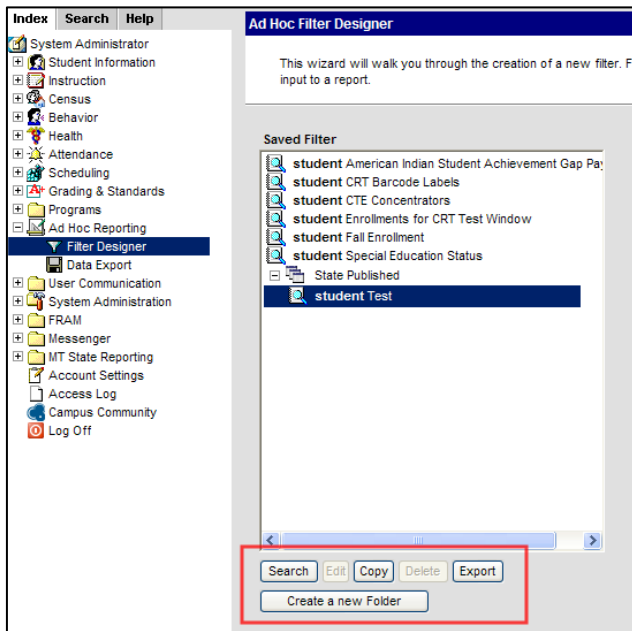 Index Search Help
System Administrator
Student Information
Instruction
Census
Behavior
Health
Attendance
Scheduling
Grading & Standards
Programs
Ad Hoc Reporting
Filter Designer
Data Export
User Communication
System Administration
FRAM
Messenger
MT State Reporting
Account Settings
Access Log
Campus Community
Log Off
Ad Hoc Filter Designer
This wizard will walk you through the creation of a new filter. F
input to a report.
Saved Filter
student American Indian Student Achievement Gap Pay
student CRT Barcode Labels
student CTE Concentrators
student Enrollments for CRT Test Window
student Fall Enrollment
student Special Education Status
State Published
student Test
Search Edit Copy Delete Export
Create a new Folder